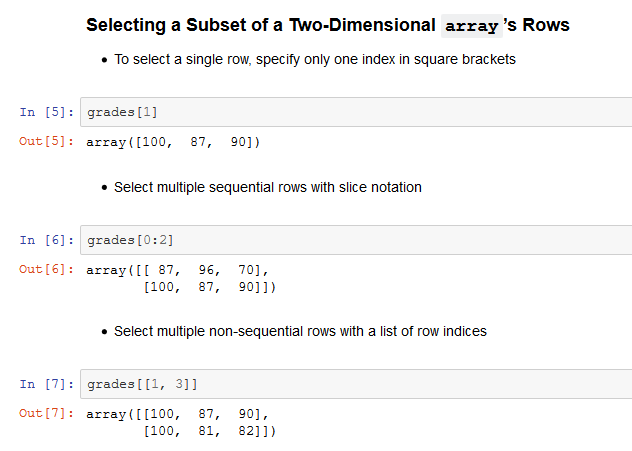 Selecting a Subset of a Two-Dimensional array's Rows
• To select a single row, specify only one index in square brackets
In [5]: grades[1]
Out[5]: array([100,  87,  90])
• Select multiple sequential rows with slice notation
In [6]: grades[0:2]
Out[6]: array([[ 87,  96,  70],
       [100,  87,  90]])
• Select multiple non-sequential rows with a list of row indices
In [7]: grades[[1, 3]]
Out[7]: array([[100,  87,  90],
       [100,  81,  82]])